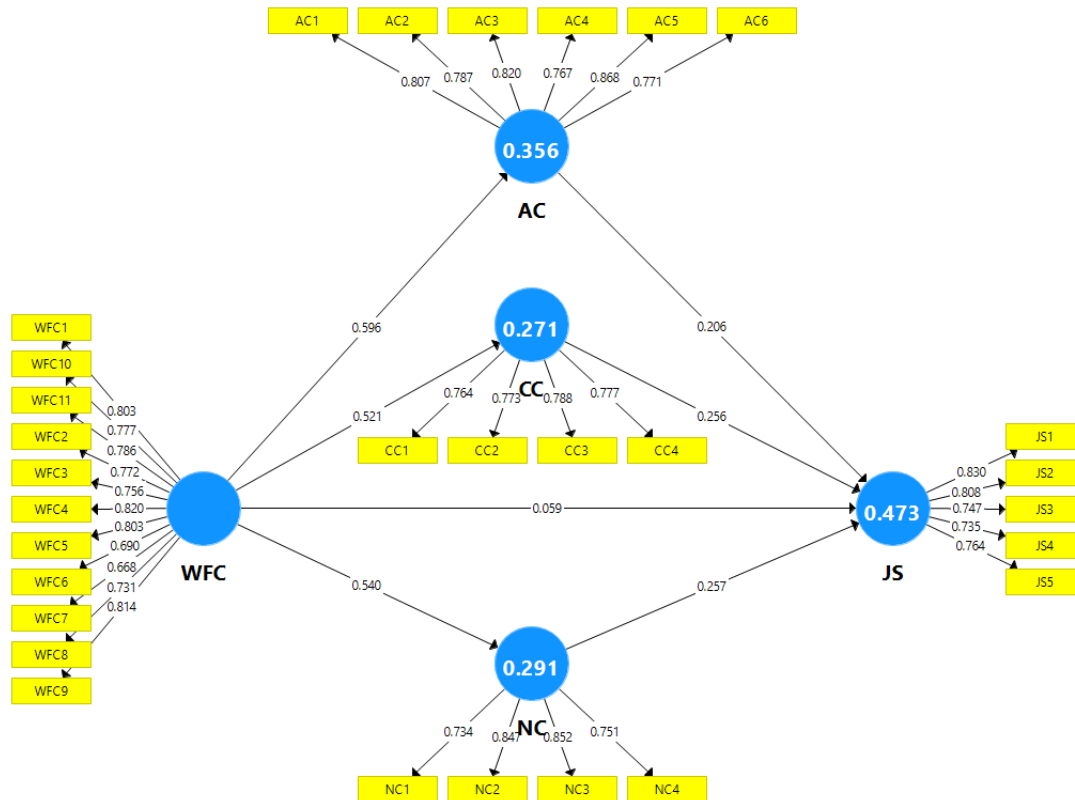 AC1 AC2 AC3 AC4 AC5 AC6
0.807 0.787 0.820 0.767 0.868 0.771
0.356
AC
WFC1
WFC10
WFC11
WFC2
WFC3
WFC4
WFC5
WFC6
WFC7
WFC8
WFC9
0.803
0.777
0.786
0.772
0.756
0.820
0.803
0.690
0.668
0.731
0.814
WFC
0.596
0.521
0.059
0.540
0.271
CC
0.764 0.773 0.788 0.777
CC1 CC2 CC3 CC4
0.206
0.256
0.257
0.473
JS
0.830
0.808
0.747
0.735
0.764
JS1
JS2
JS3
JS4
JS5
0.291
NC
0.734 0.847 0.852 0.751
NC1 NC2 NC3 NC4